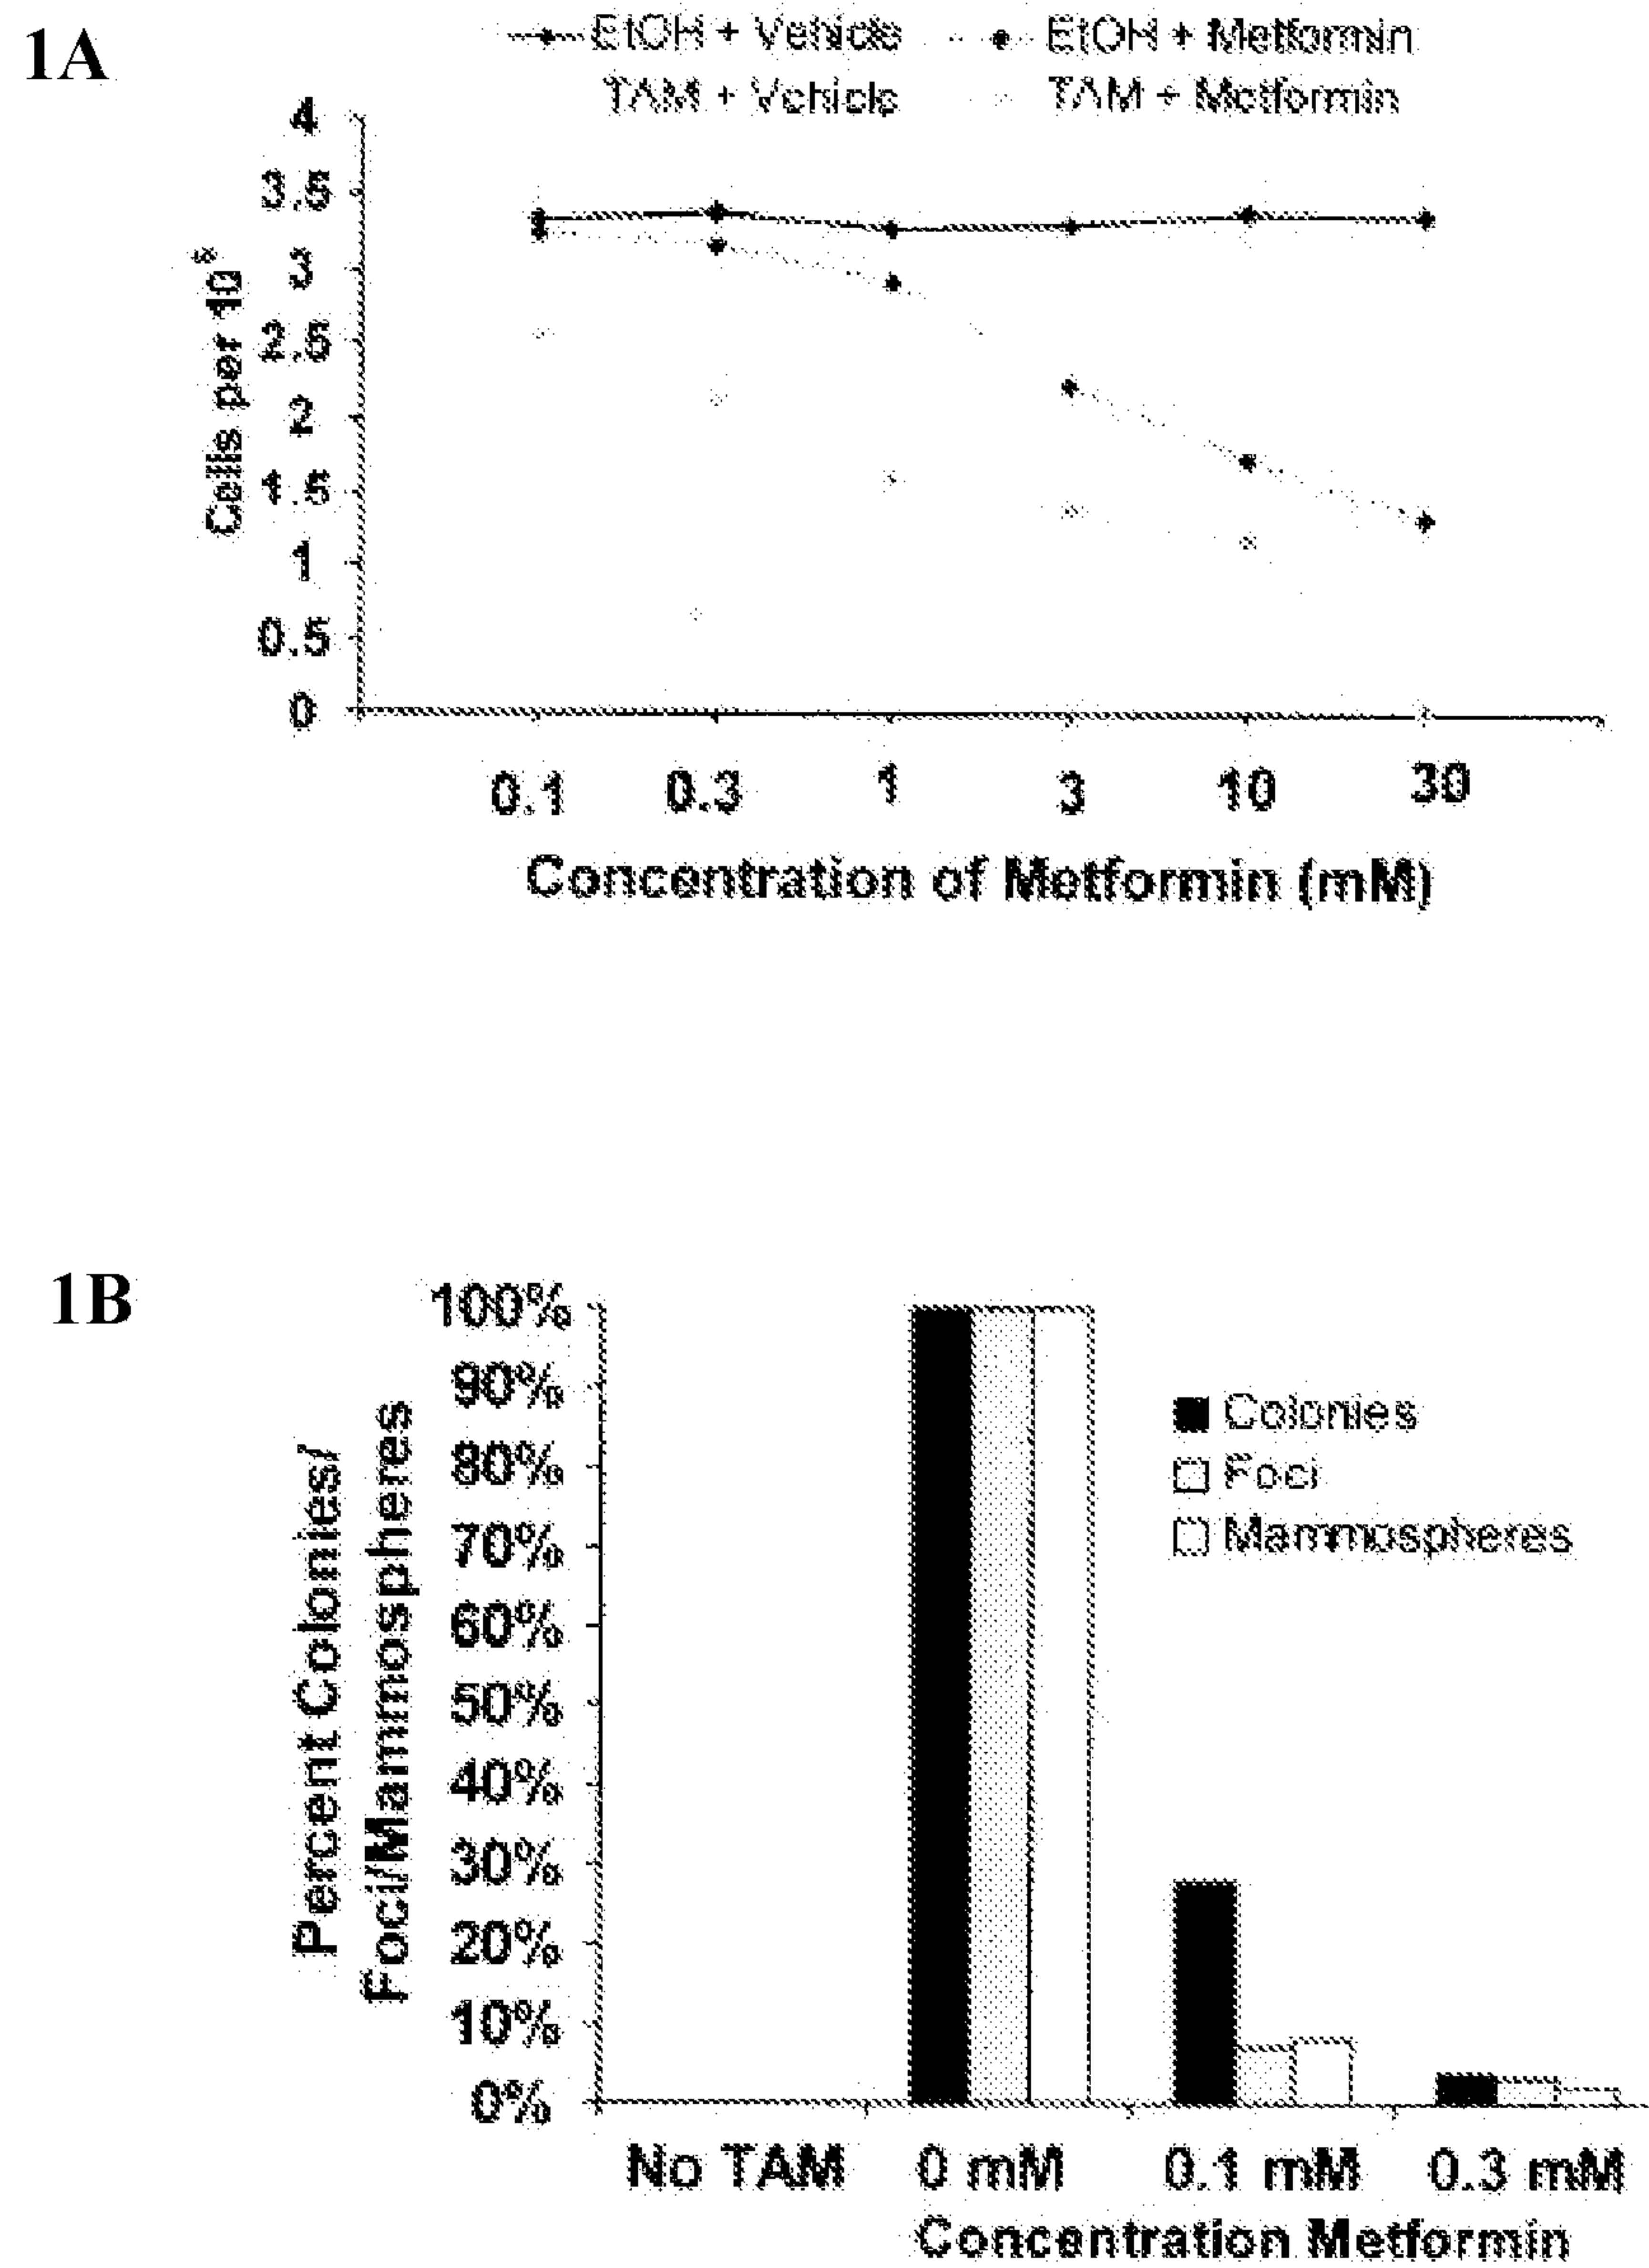 1A
EtOH + Vehicle
EtOH + Metformin
TAM + Vehicle
TAM + Metformin
4
3.5
3
2.5
2
1.5
1
0.5
0
Cells per 10
0.1 0.3 1 3 10 30
Concentration of Metformin (mM)
1B
100%
90%
80%
70%
60%
50%
40%
30%
20%
10%
0%
Percent Colonies/
Foci/Mammospheres
Colonies
Foci
Mammospheres
No TAM 0 mM 0.1 mM 0.3 mM
Concentration Metformin